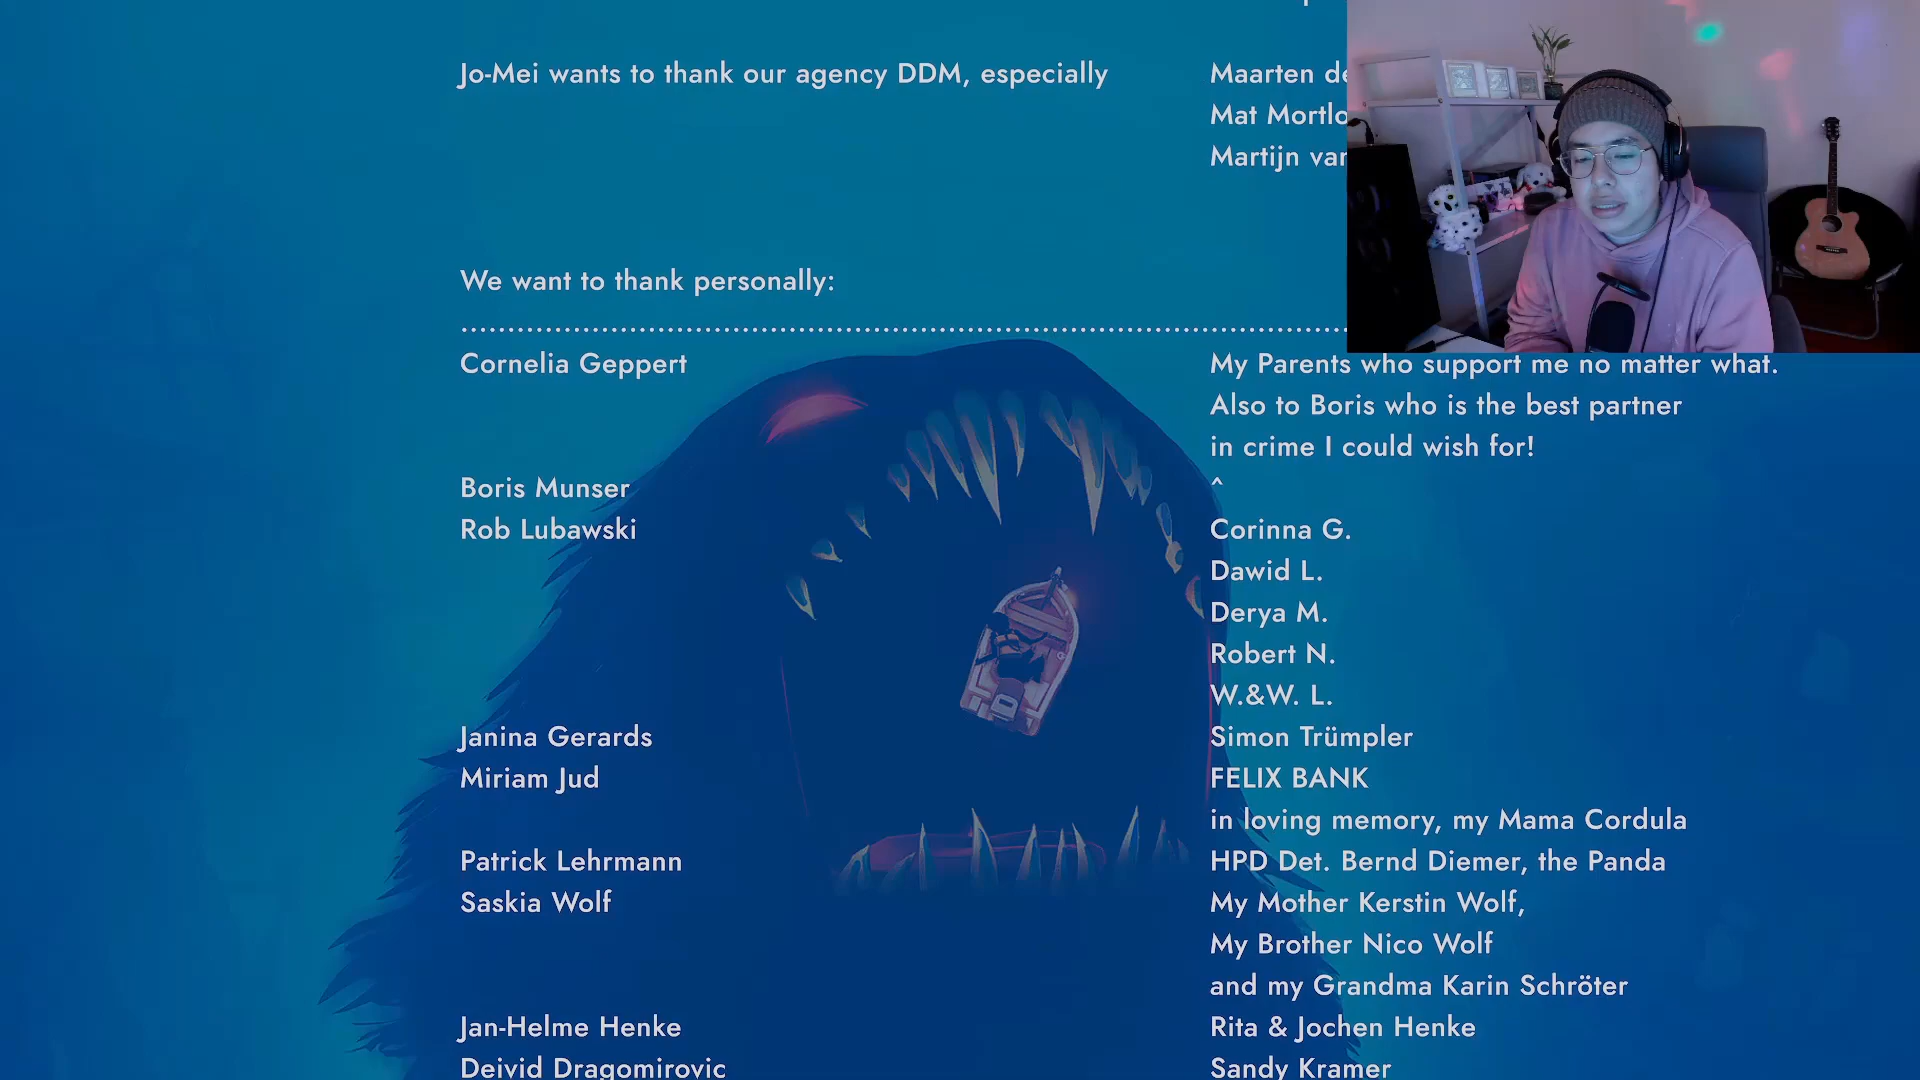 Jo-Mei wants to thank our agency DDM, especially Maarten
Mat
Martijn
We want to thank personally:
Cornelia Geppert My Parents who support me no matter what.
Also to Boris who is the best partner
in crime I could wish for!
Boris Munser ^
Rob Lubawski Corinna G.
Dawid L.
Derya M.
Robert N.
W.&W. L.
Janina Gerards Simon Trümpler
Miriam Jud FELIX BANK
in loving memory, my Mama Cordula
Patrick Lehrmann HPD Det. Bernd Diemer, the Panda
Saskia Wolf My Mother Kerstin Wolf,
My Brother Nico Wolf
and my Grandma Karin Schröter
Jan-Helme Henke Rita & Jochen Henke
Deivid Dragomirovic Sandy Kramer